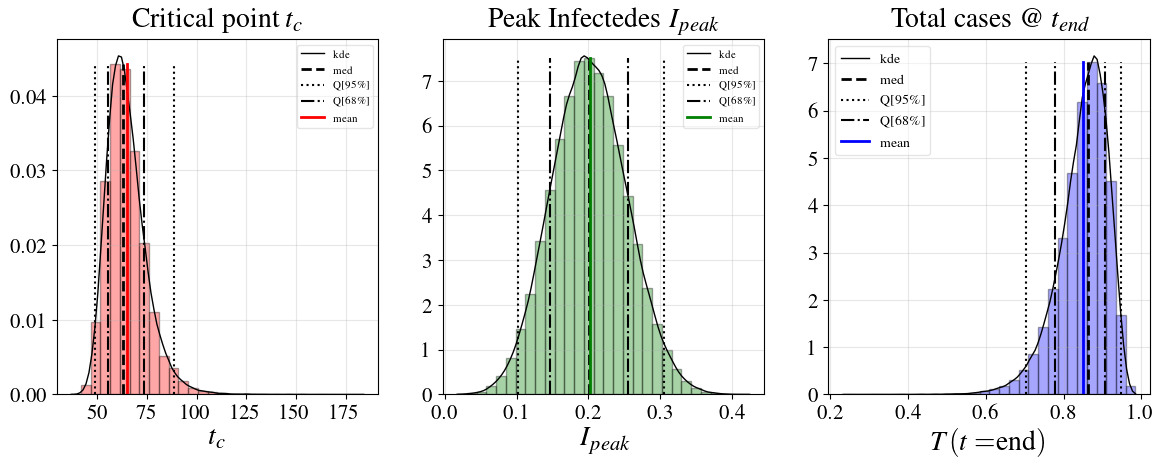 Critical point t_c
kde
med
Q[95%]
Q[68%]
mean
0.04
0.03
0.02
0.01
0.00
50 75 100 125 150 175
t_c
Peak Infectedes I_peak
kde
med
Q[95%]
Q[68%]
mean
7
6
5
4
3
2
1
0
0.0 0.1 0.2 0.3 0.4
I_peak
Total cases @ t_end
kde
med
Q[95%]
Q[68%]
mean
7
6
5
4
3
2
1
0
0.2 0.4 0.6 0.8 1.0
T (t =end)